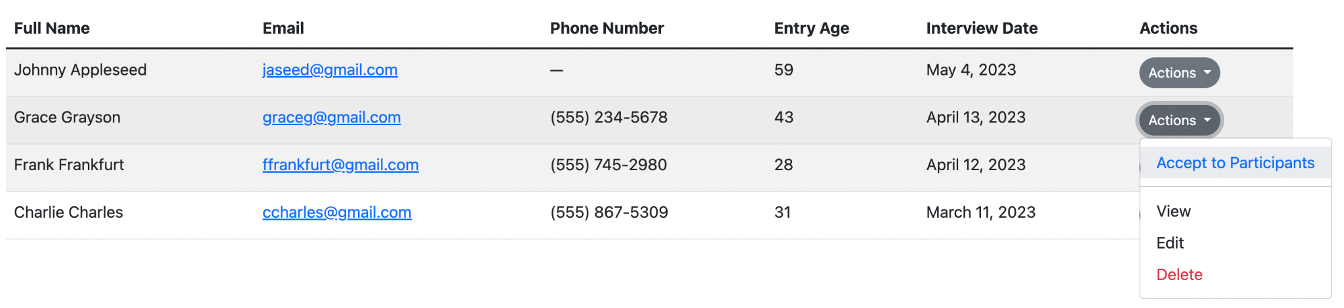 Full Name Email Phone Number Entry Age Interview Date Actions
Johnny Appleseed jaseed@gmail.com — 59 May 4, 2023 Actions
Grace Grayson graceg@gmail.com (555) 234-5678 43 April 13, 2023 Actions
Frank Frankfurt ffrankfurt@gmail.com (555) 745-2980 28 April 12, 2023 Accept to Participants
Charlie Charles ccharles@gmail.com (555) 867-5309 31 March 11, 2023 View
Edit
Delete